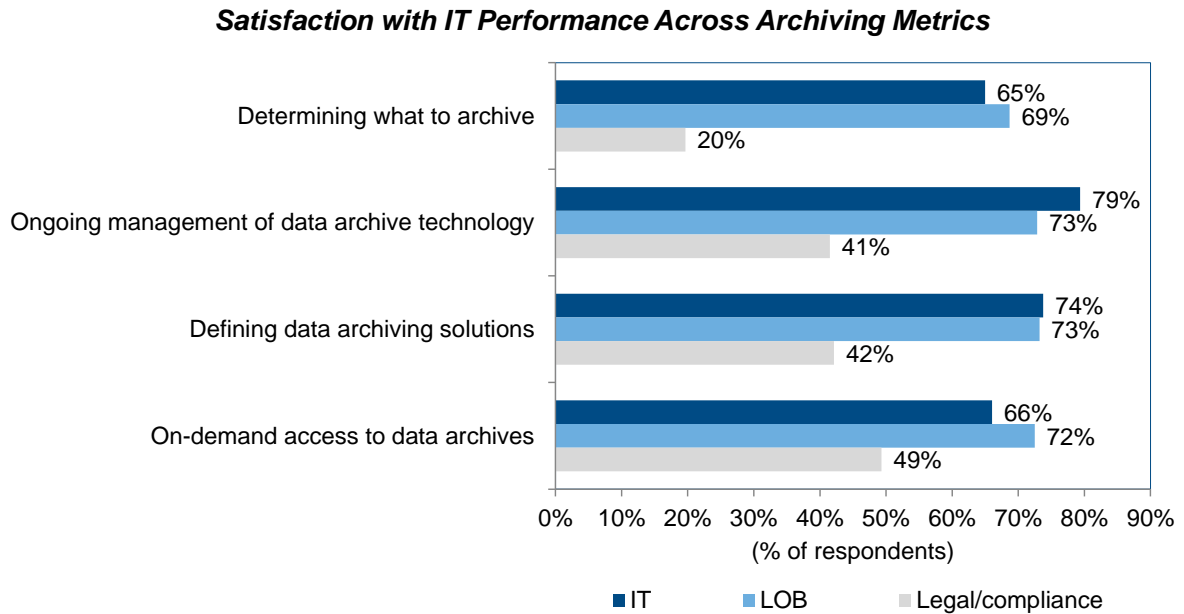 Satisfaction with IT Performance Across Archiving Metrics
Determining what to archive
65%
69%
20%
Ongoing management of data archive technology
79%
73%
41%
Defining data archiving solutions
74%
73%
42%
On-demand access to data archives
66%
72%
49%
0% 10% 20% 30% 40% 50% 60% 70% 80% 90%
(% of respondents)
IT LOB Legal/compliance